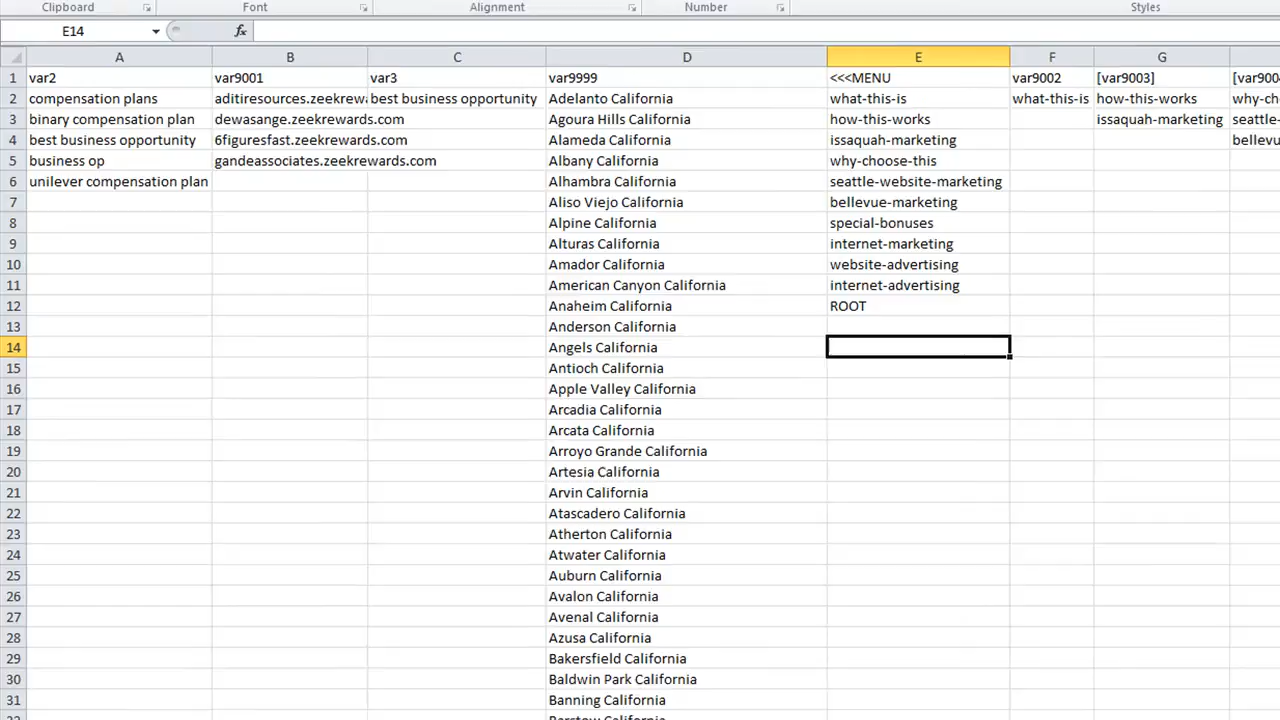 Clipboard Font Alignment Number Styles
E14 fx
A B C D E F G
1 var2 var9001 var3 var9999 <<<MENU var9002 [var9003] [var900
2 compensation plans aditiresources.zeekrewa best business opportunity Adelanto California what-this-is what-this-is how-this-works why-cho
3 binary compensation plan dewasange.zeekrewards.com Agoura Hills California how-this-works issaquah-marketing seattle-
4 best business opportunity 6figuresfast.zeekrewards.com Alameda California issaquah-marketing bellevu
5 business op gandeassociates.zeekrewards.com Albany California why-choose-this
6 unilever compensation plan Alhambra California seattle-website-marketing
7 Aliso Viejo California bellevue-marketing
8 Alpine California special-bonuses
9 Alturas California internet-marketing
10 Amador California website-advertising
11 American Canyon California internet-advertising
12 Anaheim California ROOT
13 Anderson California
14 Angels California
15 Antioch California
16 Apple Valley California
17 Arcadia California
18 Arcata California
19 Arroyo Grande California
20 Artesia California
21 Arvin California
22 Atascadero California
23 Atherton California
24 Atwater California
25 Auburn California
26 Avalon California
27 Avenal California
28 Azusa California
29 Bakersfield California
30 Baldwin Park California
31 Banning California